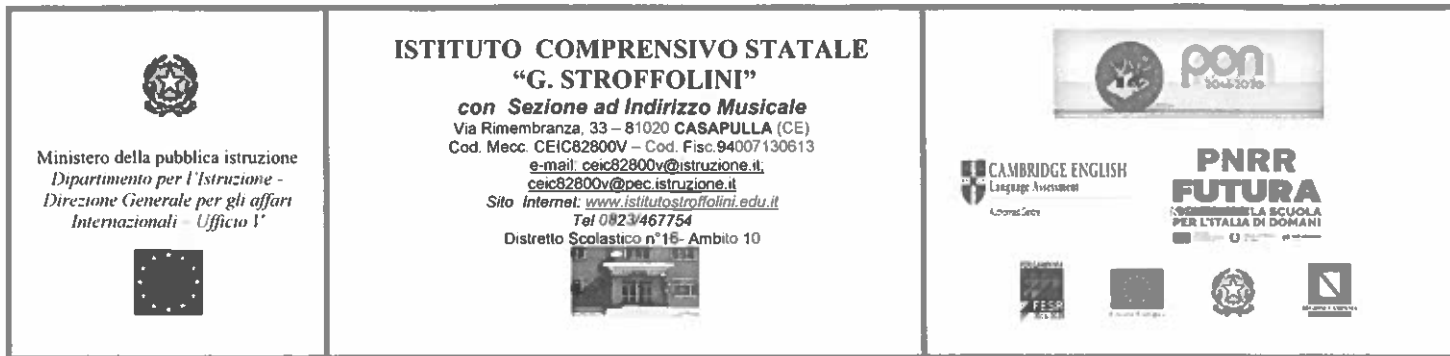 Ministero della pubblica istruzione
Dipartimento per l'Istruzione -
Direzione Generale per gli affari
Internazionali - Ufficio V
ISTITUTO COMPRENSIVO STATALE
"G. STROFFOLINI"
con Sezione ad Indirizzo Musicale
Via Rimembranza, 33 – 81020 CASAPULLA (CE)
Cod. Mecc. CEIC82800V – Cod. Fisc.94007130613
e-mail: ceic82800v@istruzione.it;
ceic82800v@pec.istruzione.it
Sito Internet: www.istitutostroffolini.edu.it
Tel 0823/467754
Distretto Scolastico n°16- Ambito 10
pon
2014-2020
CAMBRIDGE ENGLISH
Language Assessment
PNRR
FUTURA
LA SCUOLA
PER L'ITALIA DI DOMANI
FESR